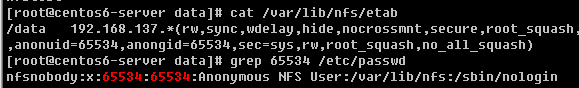 [root@centos6-server data]# cat /var/lib/nfs/etab
/data   192.168.137.*(rw,sync,wdelay,hide,nocrossmnt,secure,root_squash,
,anonuid=65534,anongid=65534,sec=sys,rw,root_squash,no_all_squash)
[root@centos6-server data]# grep 65534 /etc/passwd
nfsnobody:x:65534:65534:Anonymous NFS User:/var/lib/nfs:/sbin/nologin